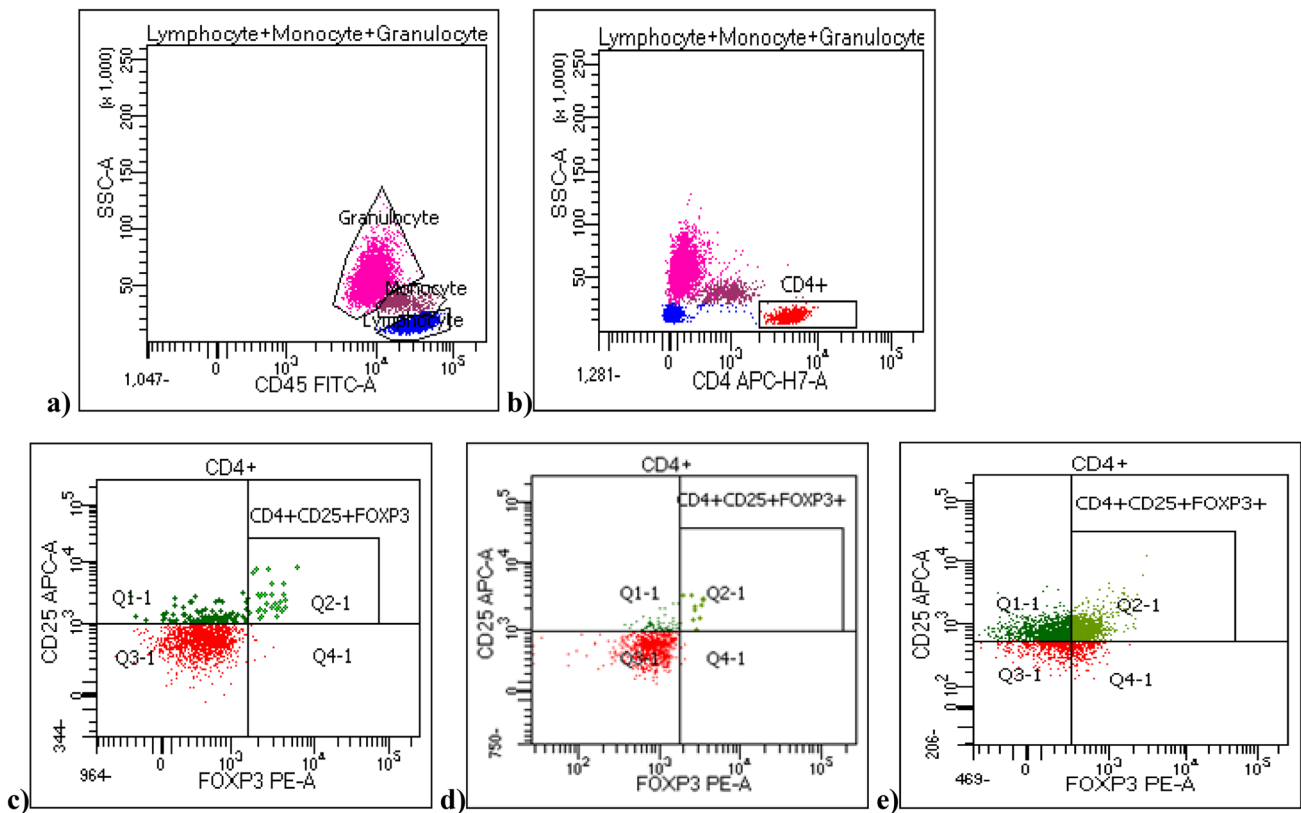 Lymphocyte+Monocyte+Granulocyte
SSC-A (x 1,000)
250
200
150
100
50
Granulocyte
Monocyte
Lymphocyte
0 10³ 10⁴ 10⁵
1,047-
CD45 FITC-A
a)
Lymphocyte+Monocyte+Granulocyte
SSC-A (x 1,000)
250
200
150
100
50
CD4+
0 10³ 10⁴ 10⁵
1,281-
CD4 APC-H7-A
b)
CD4+
CD4+CD25+FOXP3
CD25 APC-A
10⁵
10⁴
10³
0
344-
Q1-1 Q2-1
Q3-1 Q4-1
0 10³ 10⁴ 10⁵
964-
FOXP3 PE-A
c)
CD4+
CD4+CD25+FOXP3+
CD25 APC-A
10⁵
10⁴
10³
0
750-
Q1-1 Q2-1
Q3-1 Q4-1
10² 10³ 10⁴ 10⁵
FOXP3 PE-A
d)
CD4+
CD4+CD25+FOXP3+
CD25 APC-A
10⁵
10⁴
10³
10²
0
206-
Q1-1 Q2-1
Q3-1 Q4-1
0 10³ 10⁴ 10⁵
469-
FOXP3 PE-A
e)